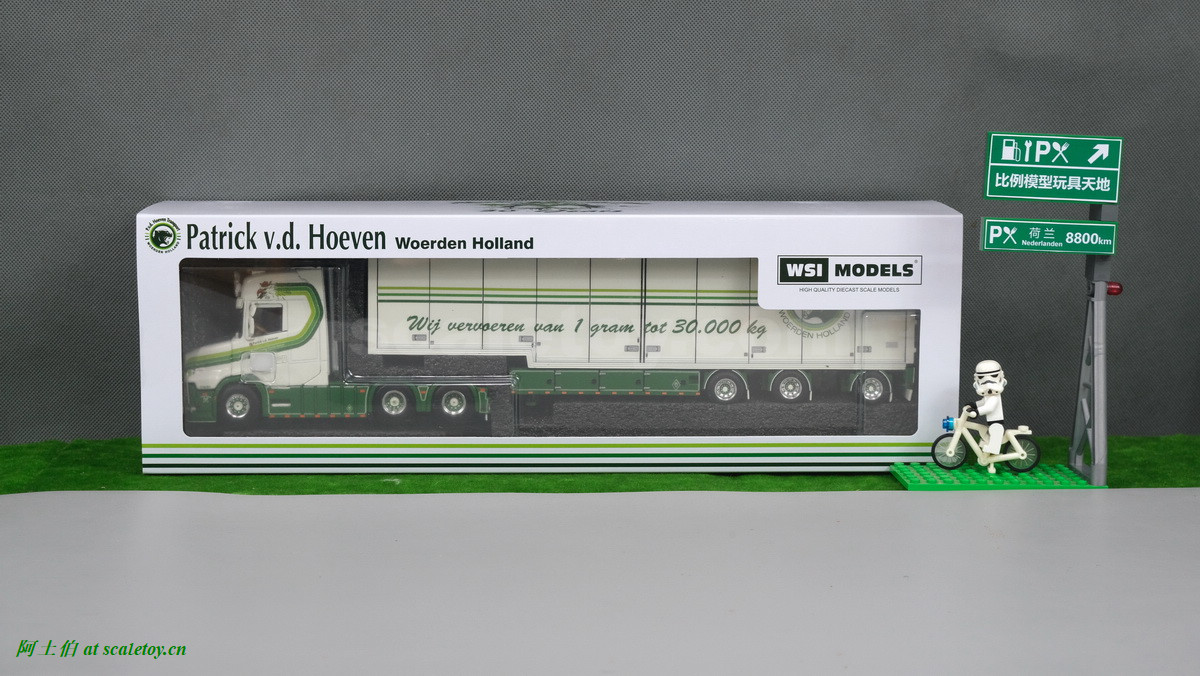 Patrick v.d. Hoeven Woerden Holland
WSI MODELS
HIGH QUALITY DIECAST SCALE MODELS
Wij vervoeren van 1 gram tot 30.000 kg
WOERDEN HOLLAND
P
比例模型玩具天地
P 荷兰 Nederlanden 8800km
阿土伯 at scaletoy.cn